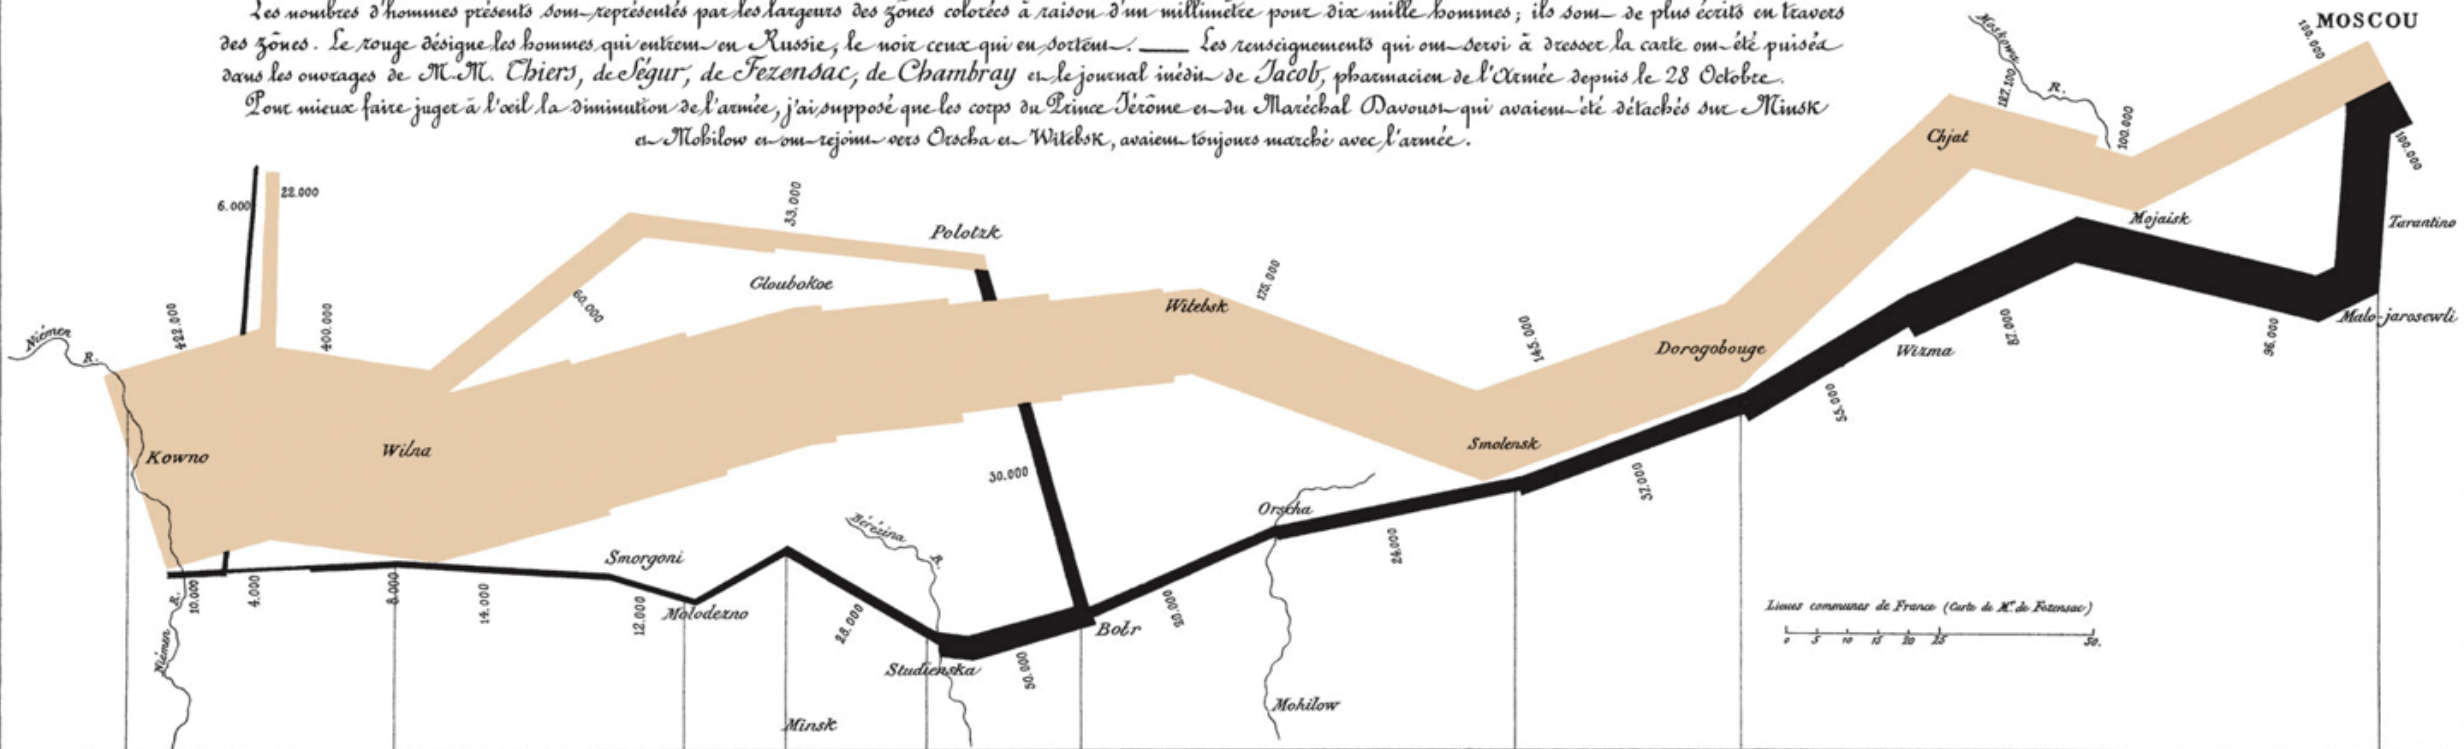 Les nombres d'hommes présents sont représentés par les largeurs des zônes colorées à raison d'un millimètre pour dix mille hommes; ils sont de plus écrits en travers
des zônes. Le rouge désigne les hommes qui entrent en Russie, le noir ceux qui en sortent. — Les renseignements qui ont servi à dresser la carte ont été puisés
dans les ouvrages de M.M. Thiers, de Ségur, de Fezensac, de Chambray et le journal inédit de Jacob, pharmacien de l'Armée depuis le 28 Octobre.
Pour mieux faire juger à l'œil la diminution de l'armée, j'ai supposé que les corps du Prince Jérôme et du Maréchal Davoust qui avaient été détachés sur Minsk
et Mohilow et ont rejoint vers Orscha et Witebsk, avaient toujours marché avec l'armée.
MOSCOU
100.000
Moskowa
R.
127.100
100.000
100.000
Chjat
Mojaisk
Tarantino
6.000
22.000
33.000
Polotzk
Gloubokoe
60.000
422.000
400.000
Niémen
R.
Kowno
Wilna
Witebsk
175.000
145.000
Smolensk
Dorogobouge
Wizma
Malo-jarosewli
96.000
87.000
55.000
37.000
24.000
Orscha
30.000
Bérézina
R.
Smorgoni
Molodezno
10.000
4.000
8.000
14.000
12.000
28.000
Studienska
50.000
Bobr
20.000
Niémen
R.
Minsk
Mohilow
Lieues communes de France (Carte de M.r de Fezensac)
0 5 10 15 20 25 50.